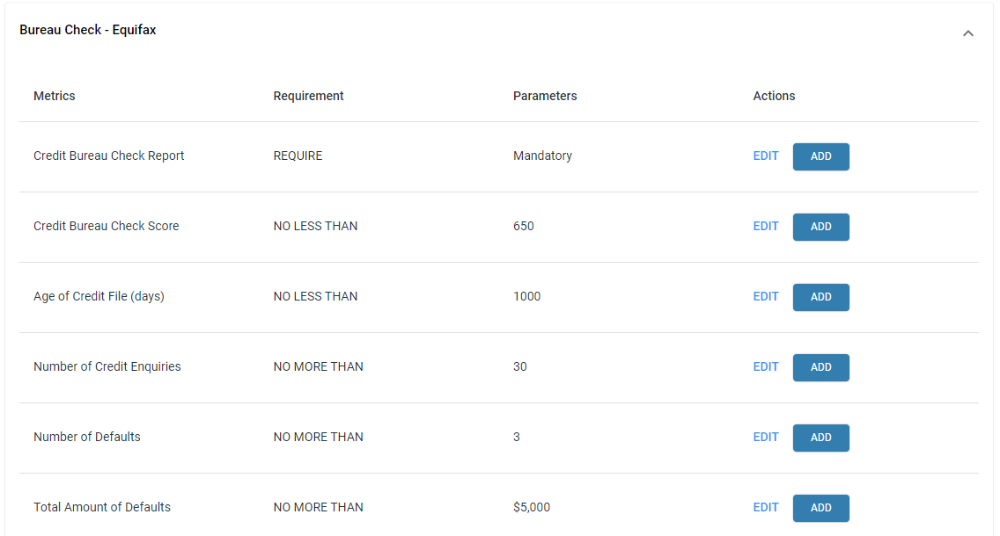 Bureau Check - Equifax
Metrics Requirement Parameters Actions
Credit Bureau Check Report REQUIRE Mandatory EDIT ADD
Credit Bureau Check Score NO LESS THAN 650 EDIT ADD
Age of Credit File (days) NO LESS THAN 1000 EDIT ADD
Number of Credit Enquiries NO MORE THAN 30 EDIT ADD
Number of Defaults NO MORE THAN 3 EDIT ADD
Total Amount of Defaults NO MORE THAN $5,000 EDIT ADD